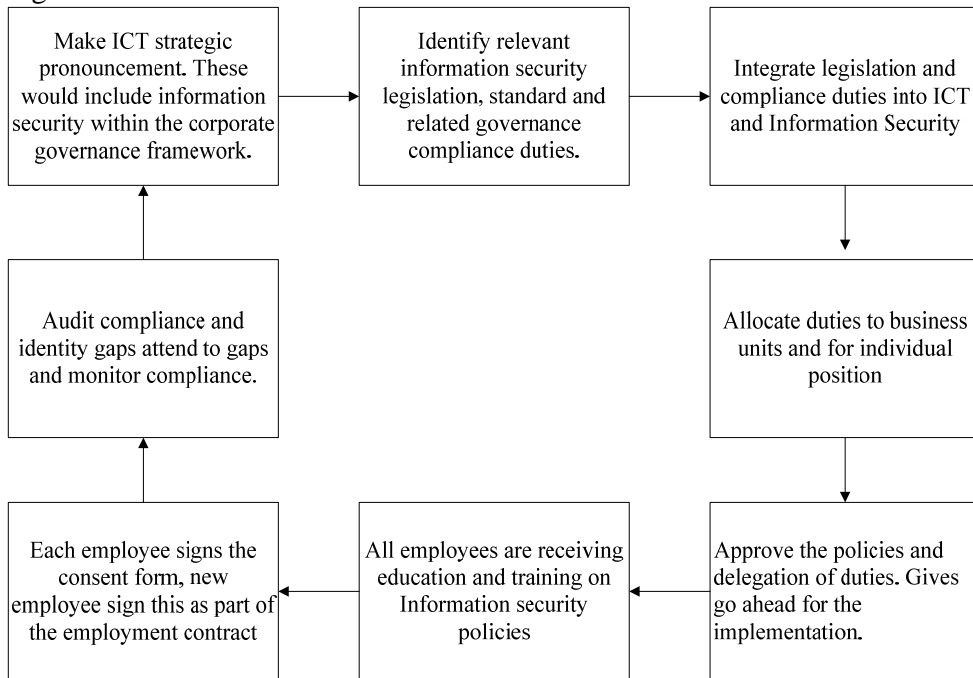 Make ICT strategic
pronouncement. These
would include information
security within the corporate
governance framework.
Identify relevant
information security
legislation, standard and
related governance
compliance duties.
Integrate legislation and
compliance duties into ICT
and Information Security
Allocate duties to business
units and for individual
position
Approve the policies and
delegation of duties. Gives
go ahead for the
implementation.
All employees are receiving
education and training on
Information security
policies
Each employee signs the
consent form, new
employee sign this as part of
the employment contract
Audit compliance and
identity gaps attend to gaps
and monitor compliance.